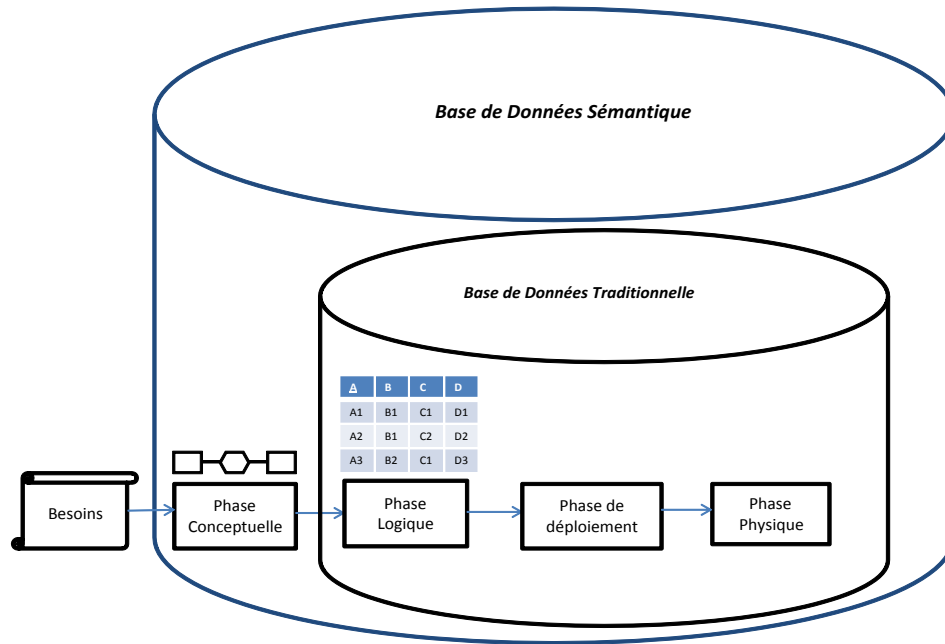 Base de Données Sémantique
Base de Données Traditionnelle
A B C D
A1 B1 C1 D1
A2 B1 C2 D2
A3 B2 C1 D3
Besoins
Phase
Conceptuelle
Phase
Logique
Phase de
déploiement
Phase
Physique